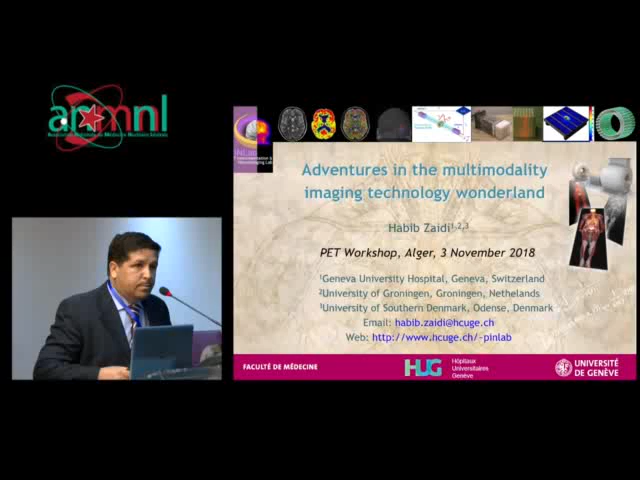 anmnl
Adventures in the multimodality
imaging technology wonderland
Habib Zaidi1,2,3
PET Workshop, Alger, 3 November 2018
1Geneva University Hospital, Geneva, Switzerland
2University of Groningen, Groningen, Nethelands
3University of Southern Denmark, Odense, Denmark
Email: habib.zaidi@hcuge.ch
Web: http://www.hcuge.ch/~pinlab
FACULTÉ DE MÉDECINE
HUG
Hôpitaux
Universitaires
Genève
UNIVERSITÉ
DE GENÈVE